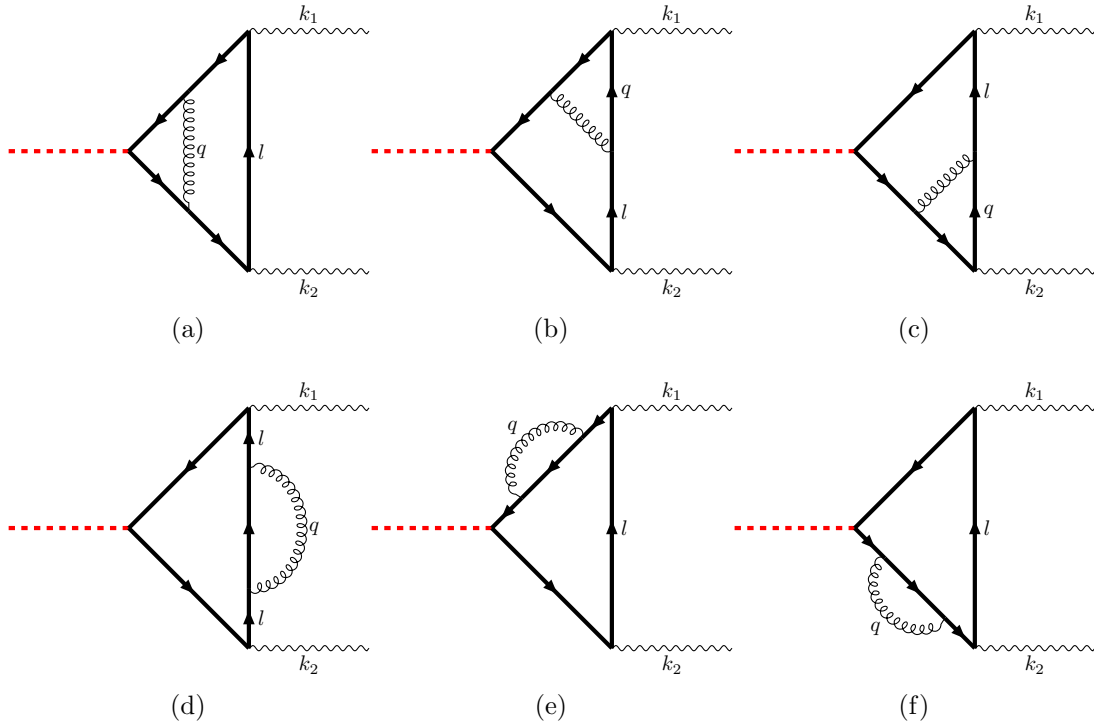 k₁ k₁ k₁
q l q l
q l q
k₂ k₂ k₂
(a) (b) (c)
k₁ k₁ k₁
l q
q l l
l q
k₂ k₂ k₂
(d) (e) (f)